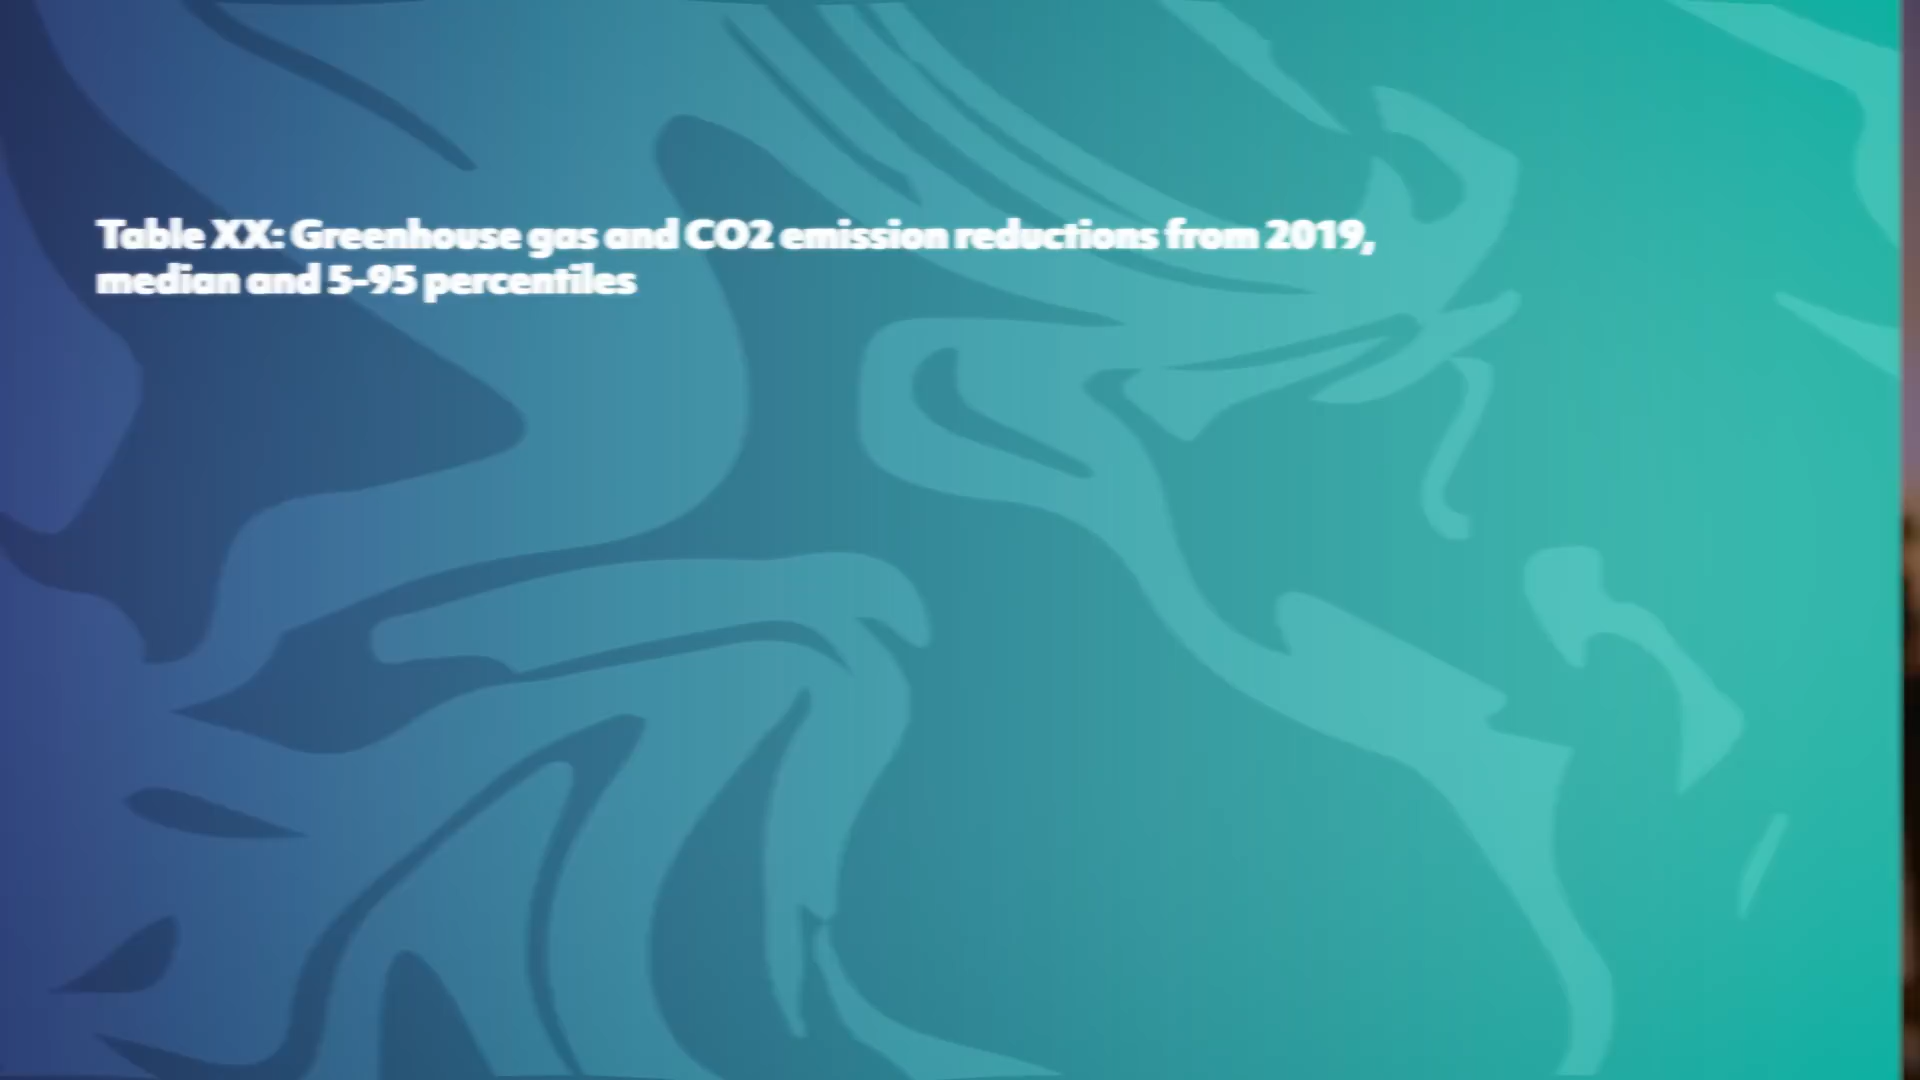 Table XX: Greenhouse gas and CO2 emission reductions from 2019,
median and 5-95 percentiles